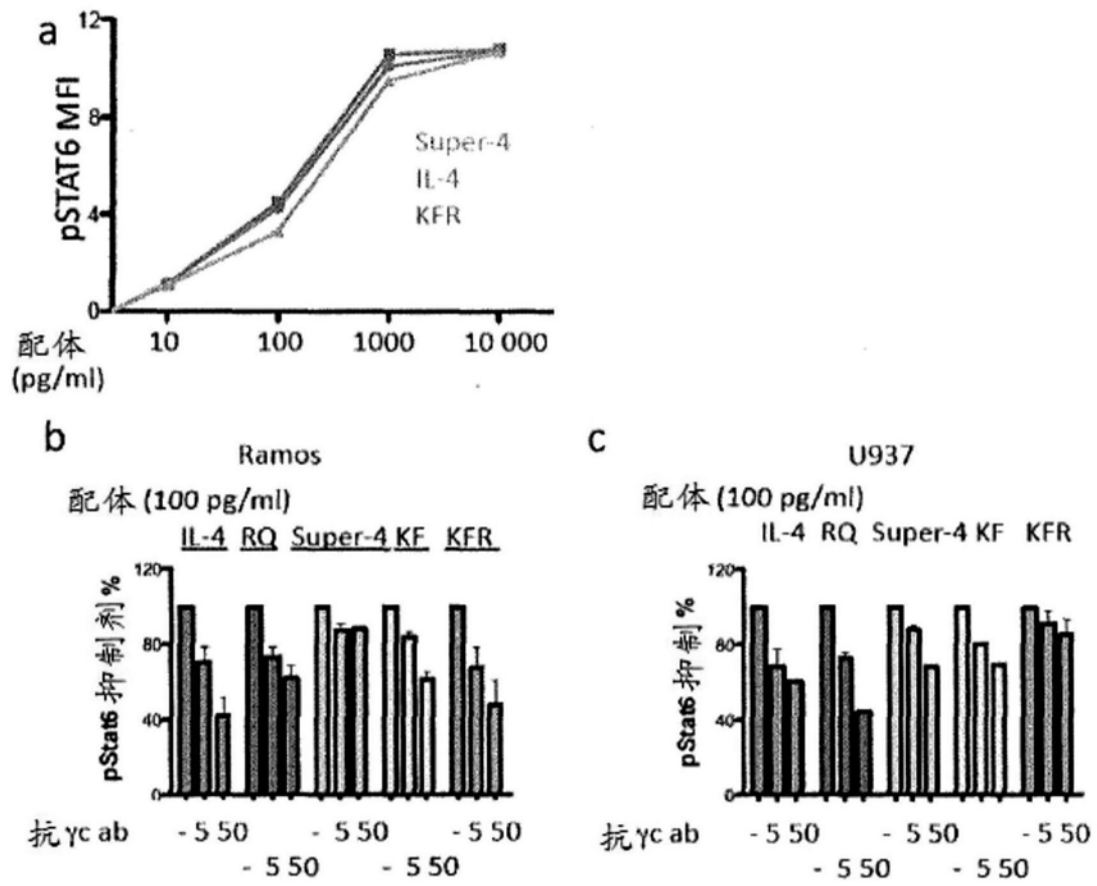 a
12
8
4
0
pSTAT6 MFI
Super-4
IL-4
KFR
配体
(pg/ml)
10 100 1000 10 000
b
Ramos
配体 (100 pg/ml)
IL-4 RQ Super-4 KF KFR
120
80
40
0
pStat6 抑制剂 %
抗 γc ab
- 5 50 - 5 50 - 5 50
- 5 50 - 5 50
c
U937
配体 (100 pg/ml)
IL-4 RQ Super-4 KF KFR
120
80
40
0
pStat6 抑制 %
抗 γc ab
- 5 50 - 5 50 - 5 50
- 5 50 - 5 50